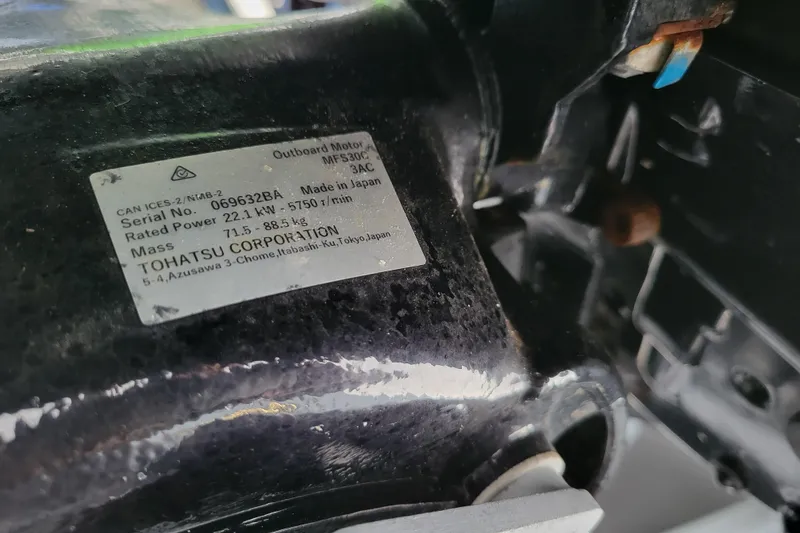 Outboard Motor
MFS30C
3AC
CAN ICES-2/NMB-2
Serial No. 069632BA Made in Japan
Rated Power 22.1 kW - 5750 r/min
Mass 71.5 - 88.5 kg
TOHATSU CORPORATION
5-4,Azusawa 3-Chome,Itabashi-Ku,Tokyo,Japan